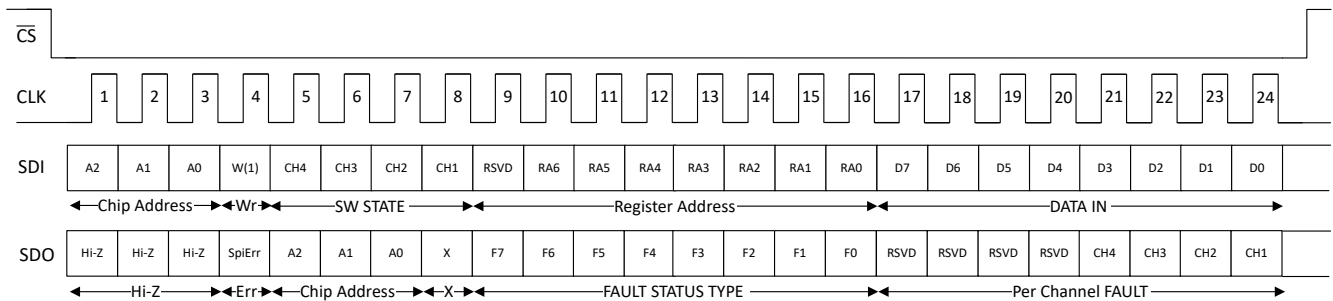 CS
CLK 1 2 3 4 5 6 7 8 9 10 11 12 13 14 15 16 17 18 19 20 21 22 23 24
SDI A2 A1 A0 W(1) CH4 CH3 CH2 CH1 RSVD RA6 RA5 RA4 RA3 RA2 RA1 RA0 D7 D6 D5 D4 D3 D2 D1 D0
Chip Address Wr SW STATE Register Address DATA IN
SDO Hi-Z Hi-Z Hi-Z SpiErr A2 A1 A0 X F7 F6 F5 F4 F3 F2 F1 F0 RSVD RSVD RSVD RSVD CH4 CH3 CH2 CH1
Hi-Z Err Chip Address X FAULT STATUS TYPE Per Channel FAULT